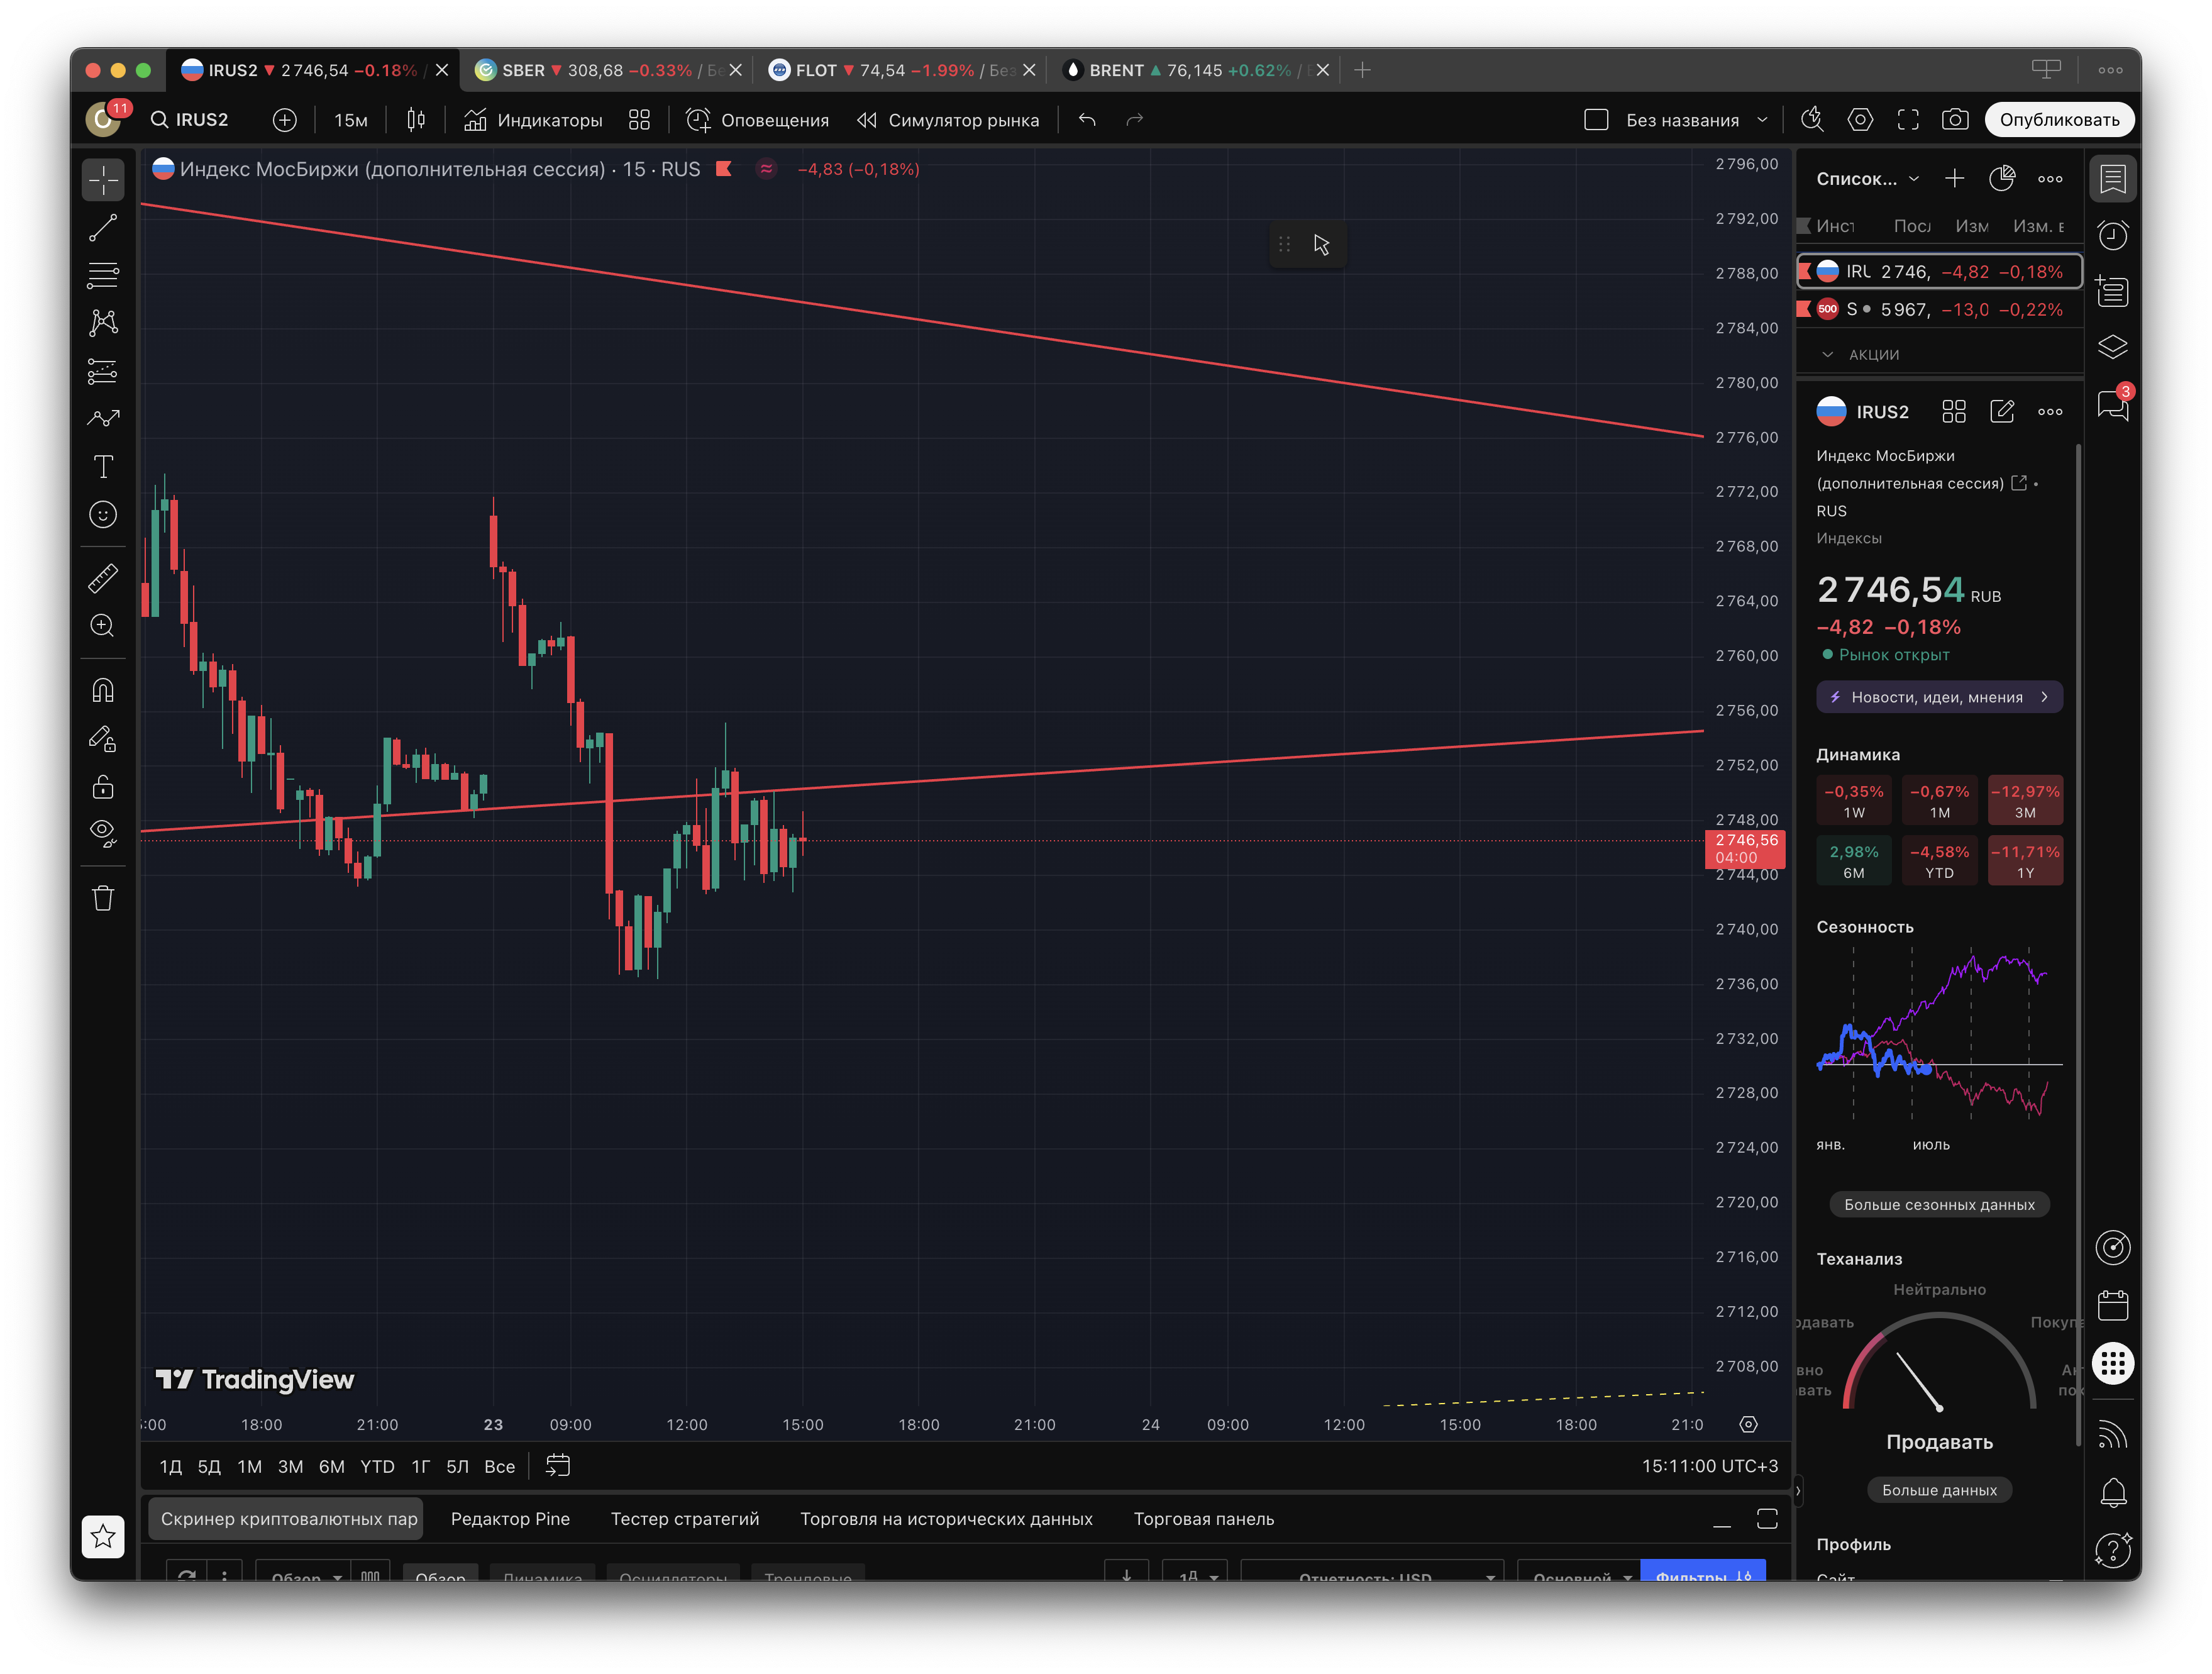 IRUS2 2 746,54 −0.18% /
SBER 308,68 −0.33% / Бе
FLOT 74,54 −1.99% / Без
BRENT 76,145 +0.62% /
11
IRUS2
15м
Индикаторы
Оповещения
Симулятор рынка
Без названия
Опубликовать
Индекс МосБиржи (дополнительная сессия) · 15 · RUS
−4,83 (−0,18%)
2 796,00
2 792,00
2 788,00
2 784,00
2 780,00
2 776,00
2 772,00
2 768,00
2 764,00
2 760,00
2 756,00
2 752,00
2 748,00
2 746,56
04:00
2 744,00
2 740,00
2 736,00
2 732,00
2 728,00
2 724,00
2 720,00
2 716,00
2 712,00
2 708,00
TradingView
:00 18:00 21:00 23 09:00 12:00 15:00 18:00 21:00 24 09:00 12:00 15:00 18:00 21:0
1Д 5Д 1М 3М 6М YTD 1Г 5Л Все
15:11:00 UTC+3
Скринер криптовалютных пар
Редактор Pine
Тестер стратегий
Торговля на исторических данных
Торговая панель
Обзор
Обзор
Динамика
Осцилляторы
Трендовые
1Д
Отчетность: USD
Основной
Фильтры
Список...
Инст Посл Изм Изм. в
IRU 2 746, −4,82 −0,18%
500 S 5 967, −13,0 −0,22%
АКЦИИ
3
IRUS2
Индекс МосБиржи
(дополнительная сессия) •
RUS
Индексы
2 746,54 RUB
−4,82 −0,18%
Рынок открыт
Новости, идеи, мнения
Динамика
−0,35% −0,67% −12,97%
1W 1M 3M
2,98% −4,58% −11,71%
6M YTD 1Y
Сезонность
янв. июль
Больше сезонных данных
Теханализ
Нейтрально
одавать Покупа
вно
вать
Продавать
Больше данных
Профиль
Сайт